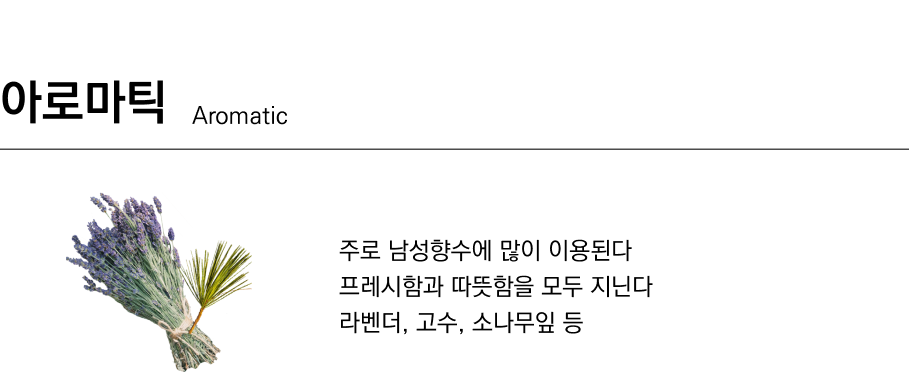 아로마틱 Aromatic
주로 남성향수에 많이 이용된다
프레시함과 따뜻함을 모두 지닌다
라벤더, 고수, 소나무잎 등